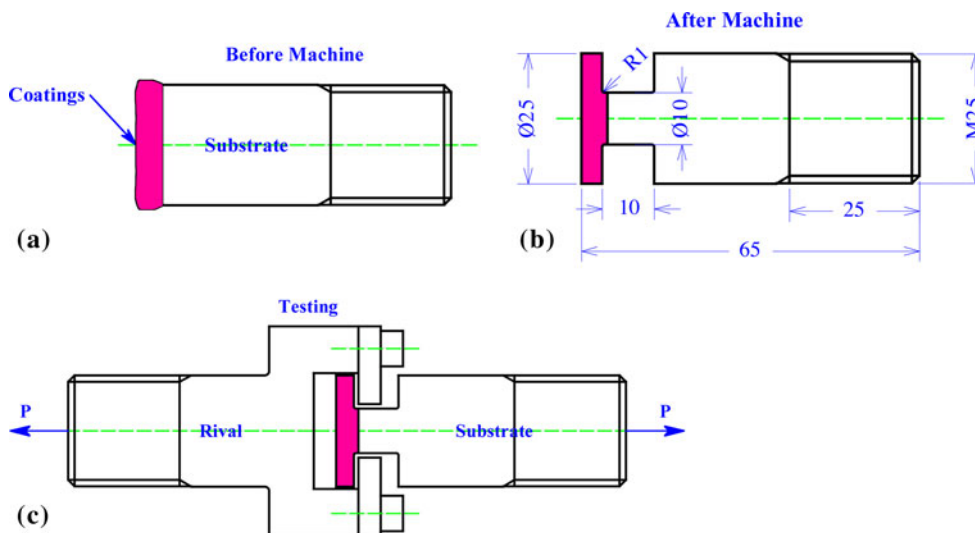 Before Machine
Coatings
Substrate
(a)
After Machine
R1
Ø25
Ø10
M25
10
25
65
(b)
Testing
P
Rival
Substrate
P
(c)